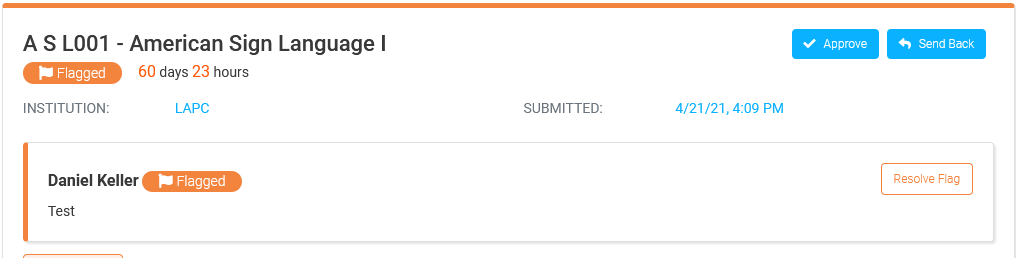 A S L001 - American Sign Language I
Approve
Send Back
Flagged 60 days 23 hours
INSTITUTION: LAPC SUBMITTED: 4/21/21, 4:09 PM
Daniel Keller Flagged
Resolve Flag
Test